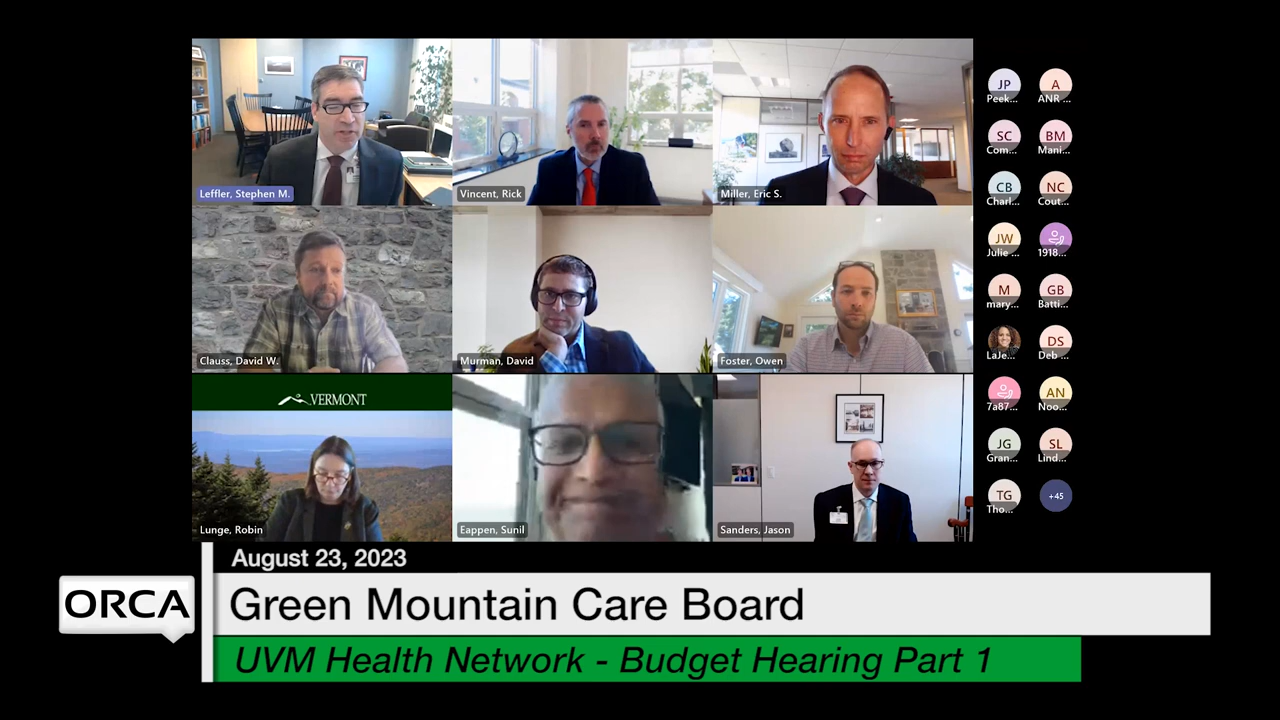 Leffler, Stephen M.
Vincent, Rick
Miller, Eric S.
JP
Peek...
A
ANR ...
SC
Com...
BM
Mani...
CB
Charl...
NC
Cout...
JW
Julie ...
1918...
M
mary...
GB
Batti...
LaJe...
DS
Deb ...
7a87...
AN
Noo...
JG
Gran...
SL
Lind...
TG
Tho...
+45
Clauss, David W.
Murman, David
Foster, Owen
VERMONT
Lunge, Robin
Eappen, Sunil
Sanders, Jason
August 23, 2023
ORCA
Green Mountain Care Board
UVM Health Network - Budget Hearing Part 1